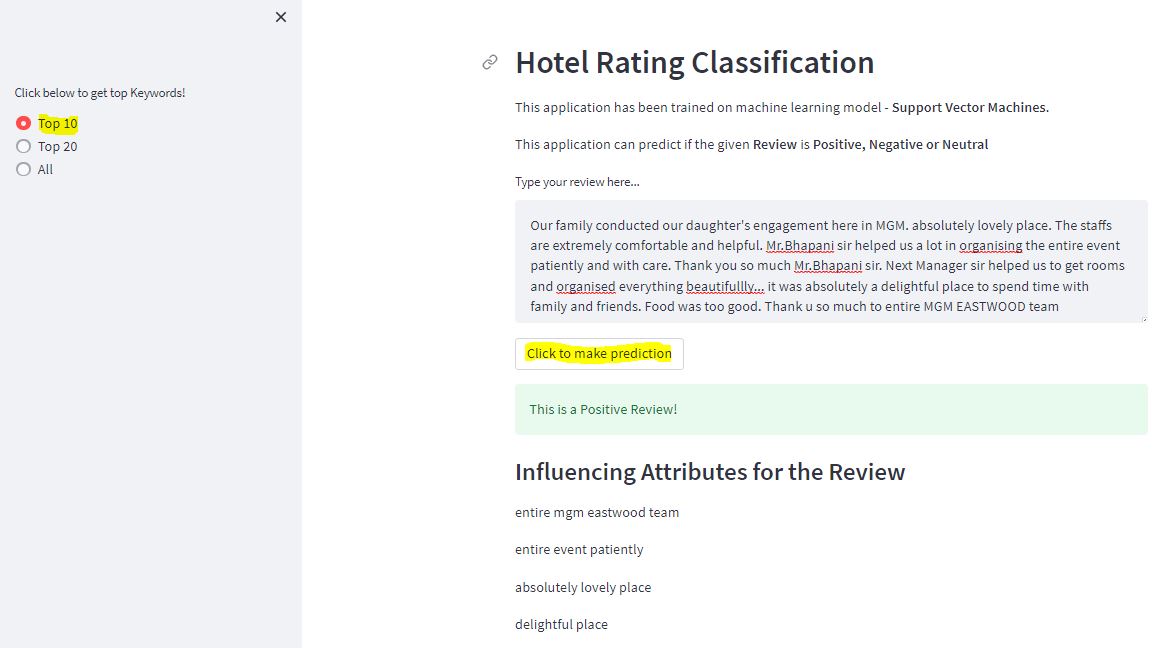 Click below to get top Keywords!
Top 10
Top 20
All
Hotel Rating Classification
This application has been trained on machine learning model - Support Vector Machines.
This application can predict if the given Review is Positive, Negative or Neutral
Type your review here...
Our family conducted our daughter's engagement here in MGM. absolutely lovely place. The staffs
are extremely comfortable and helpful. Mr.Bhapani sir helped us a lot in organising the entire event
patiently and with care. Thank you so much Mr.Bhapani sir. Next Manager sir helped us to get rooms
and organised everything beautifullly... it was absolutely a delightful place to spend time with
family and friends. Food was too good. Thank u so much to entire MGM EASTWOOD team
Click to make prediction
This is a Positive Review!
Influencing Attributes for the Review
entire mgm eastwood team
entire event patiently
absolutely lovely place
delightful place